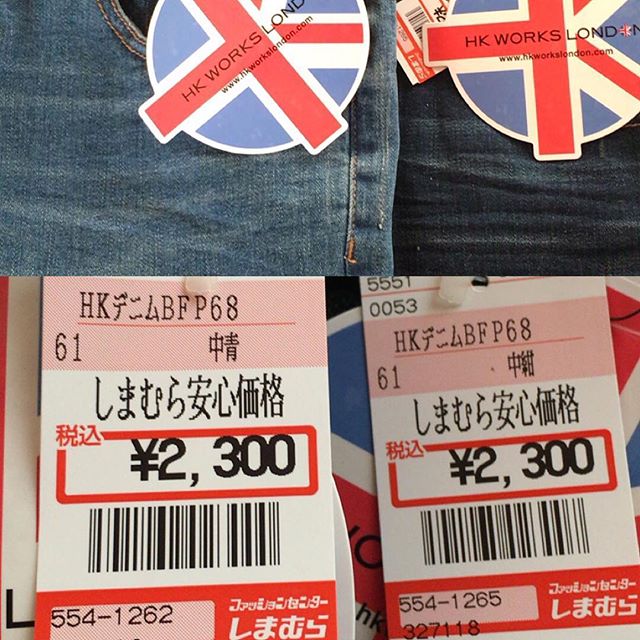 HK WORKS LONDON
www.hkworkslondon.com
HK WORKS LONDON
www.hkworkslondon.com
HKデニムBFP68
61 中青
しまむら安心価格
税込
¥2,300
554-1262
ファッションセンター
しまむら
5551
0053
HKデニムBFP68
61 中紺
しまむら安心価格
税込
¥2,300
554-1265
327118
ファッションセンター
しまむら